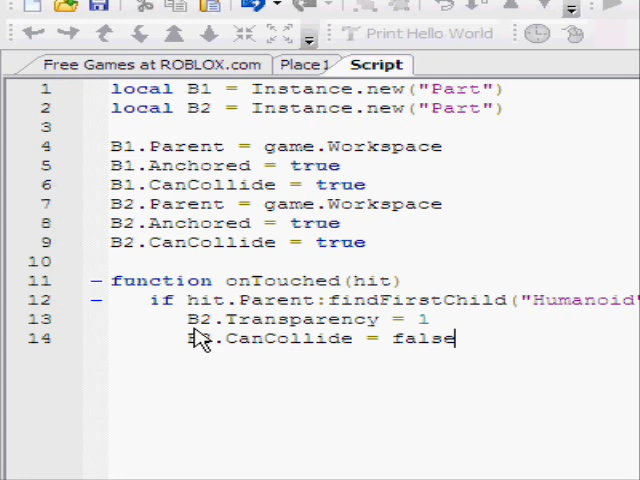 Print Hello World
Free Games at ROBLOX.com Place1 Script
1 local B1 = Instance.new("Part")
2 local B2 = Instance.new("Part")
3
4 B1.Parent = game.Workspace
5 B1.Anchored = true
6 B1.CanCollide = true
7 B2.Parent = game.Workspace
8 B2.Anchored = true
9 B2.CanCollide = true
10
11 function onTouched(hit)
12 if hit.Parent:findFirstChild("Humanoid"
13 B2.Transparency = 1
14 .CanCollide = false